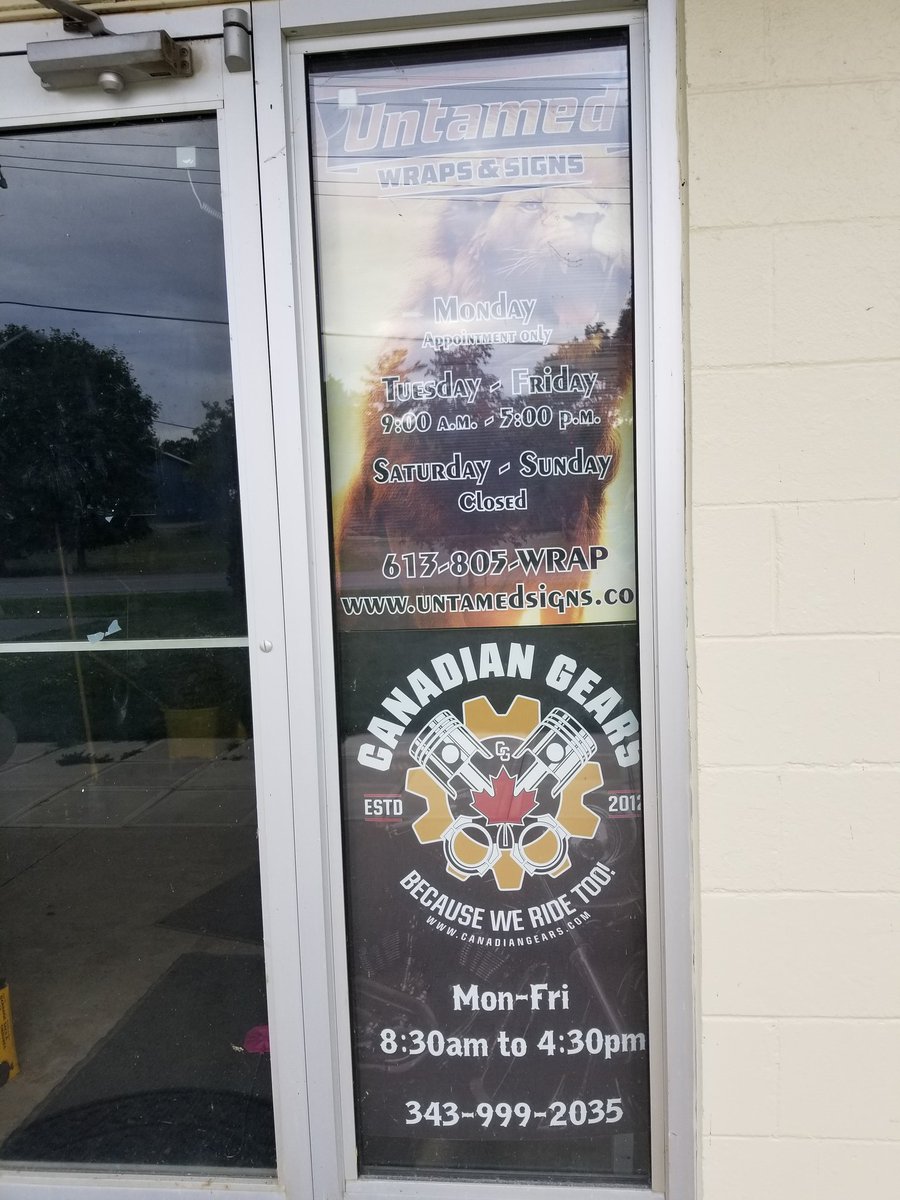 Untamed
WRAPS & SIGNS
Monday
Appointment only
Tuesday - Friday
9:00 a.m. - 5:00 p.m.
Saturday - Sunday
Closed
613-805-WRAP
www.untamedsigns.co
CANADIAN GEARS
CG
ESTD 2012
BECAUSE WE RIDE TOO!
WWW.CANADIANGEARS.COM
Mon-Fri
8:30am to 4:30pm
343-999-2035